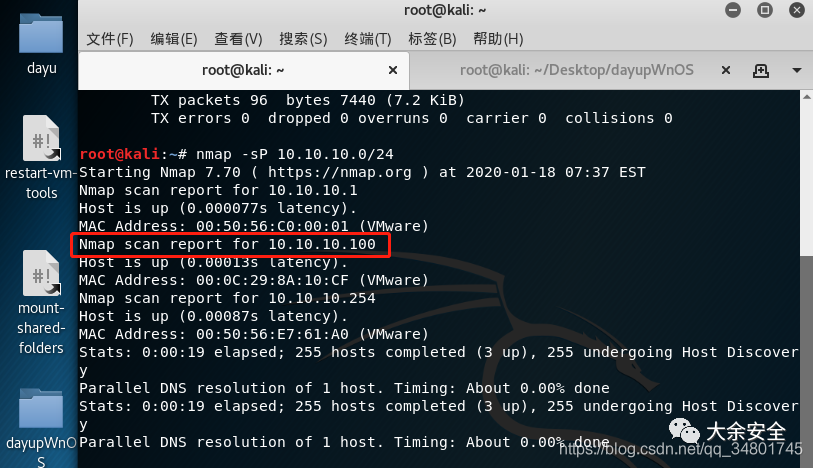 root@kali: ~
文件(F) 编辑(E) 查看(V) 搜索(S) 终端(T) 标签(B) 帮助(H)
root@kali: ~
root@kali: ~/Desktop/dayupWnOS
TX packets 96 bytes 7440 (7.2 KiB)
TX errors 0 dropped 0 overruns 0 carrier 0 collisions 0
root@kali:~# nmap -sP 10.10.10.0/24
Starting Nmap 7.70 ( https://nmap.org ) at 2020-01-18 07:37 EST
Nmap scan report for 10.10.10.1
Host is up (0.000077s latency).
MAC Address: 00:50:56:C0:00:01 (VMware)
Nmap scan report for 10.10.10.100
Host is up (0.00013s latency).
MAC Address: 00:0C:29:8A:10:CF (VMware)
Nmap scan report for 10.10.10.254
Host is up (0.00087s latency).
MAC Address: 00:50:56:E7:61:A0 (VMware)
Stats: 0:00:19 elapsed; 255 hosts completed (3 up), 255 undergoing Host Discover
y
Parallel DNS resolution of 1 host. Timing: About 0.00% done
Stats: 0:00:19 elapsed; 255 hosts completed (3 up), 255 undergoing Host Discover
y
Parallel DNS resolution of 1 host. Timing: About 0.00% done
dayu
#!
restart-vm-
tools
#!
mount-
shared-
folders
dayupWnO
S
大余安全
https://blog.csdn.net/qq_34801745